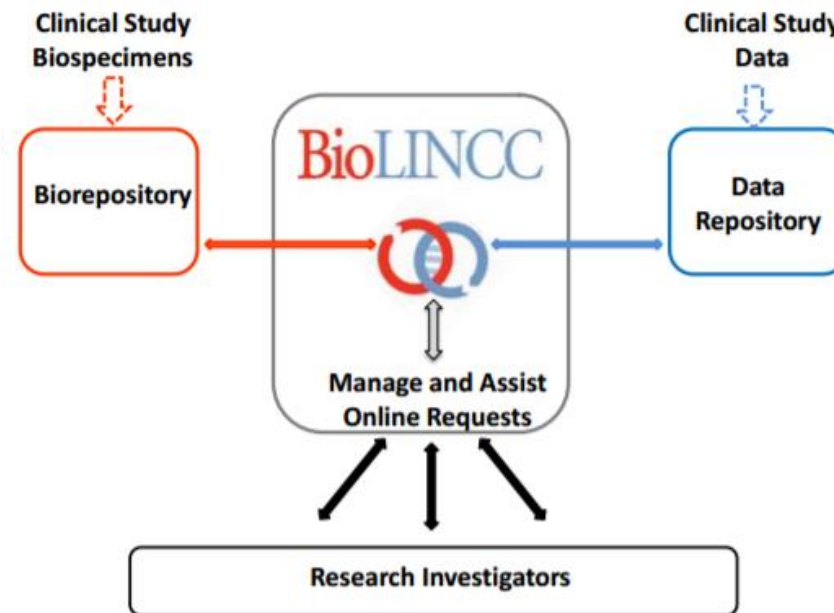 Clinical Study
Biospecimens
Clinical Study
Data
BioLINCC
Biorepository
Data
Repository
Manage and Assist
Online Requests
Research Investigators